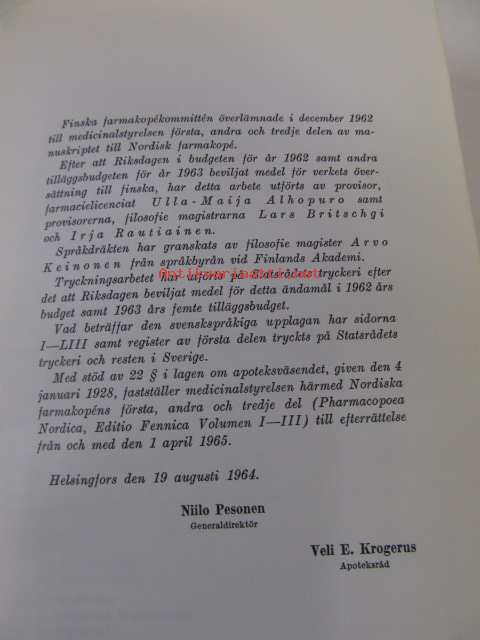 Finska farmakopékommittén överlämnade i december 1962
till medicinalstyrelsen första, andra och tredje delen av ma-
nuskriptet till Nordisk farmakopé.
Efter att Riksdagen i budgeten för år 1962 samt andra
tilläggsbudgeten för år 1963 beviljat medel för verkets över-
sättning till finska, har detta arbete utförts av provisor,
farmacielicenciat Ulla-Maija Alhopuro samt
provisorerna, filosofie magistrarna Lars Britschgi
och Irja Rautiainen.
Språkdräkten har granskats av filosofie magister Arvo
Keinonen från språkbyrån vid Finlands Akademi.
Tryckningsarbetet har utförts på Statsrådets tryckeri efter
det att Riksdagen beviljat medel för detta ändamål i 1962 års
budget samt 1963 års femte tilläggsbudget.
Vad beträffar den svenskspråkiga upplagan har sidorna
I—LIII samt register av första delen tryckts på Statsrådets
tryckeri och resten i Sverige.
Med stöd av 22 § i lagen om apoteksväsendet, given den 4
januari 1928, fastställer medicinalstyrelsen härmed Nordiska
farmakopéns första, andra och tredje del (Pharmacopoea
Nordica, Editio Fennica Volumen I—III) till efterrättelse
från och med den 1 april 1965.
Helsingfors den 19 augusti 1964.
Niilo Pesonen
Generaldirektör
Veli E. Krogerus
Apoteksråd